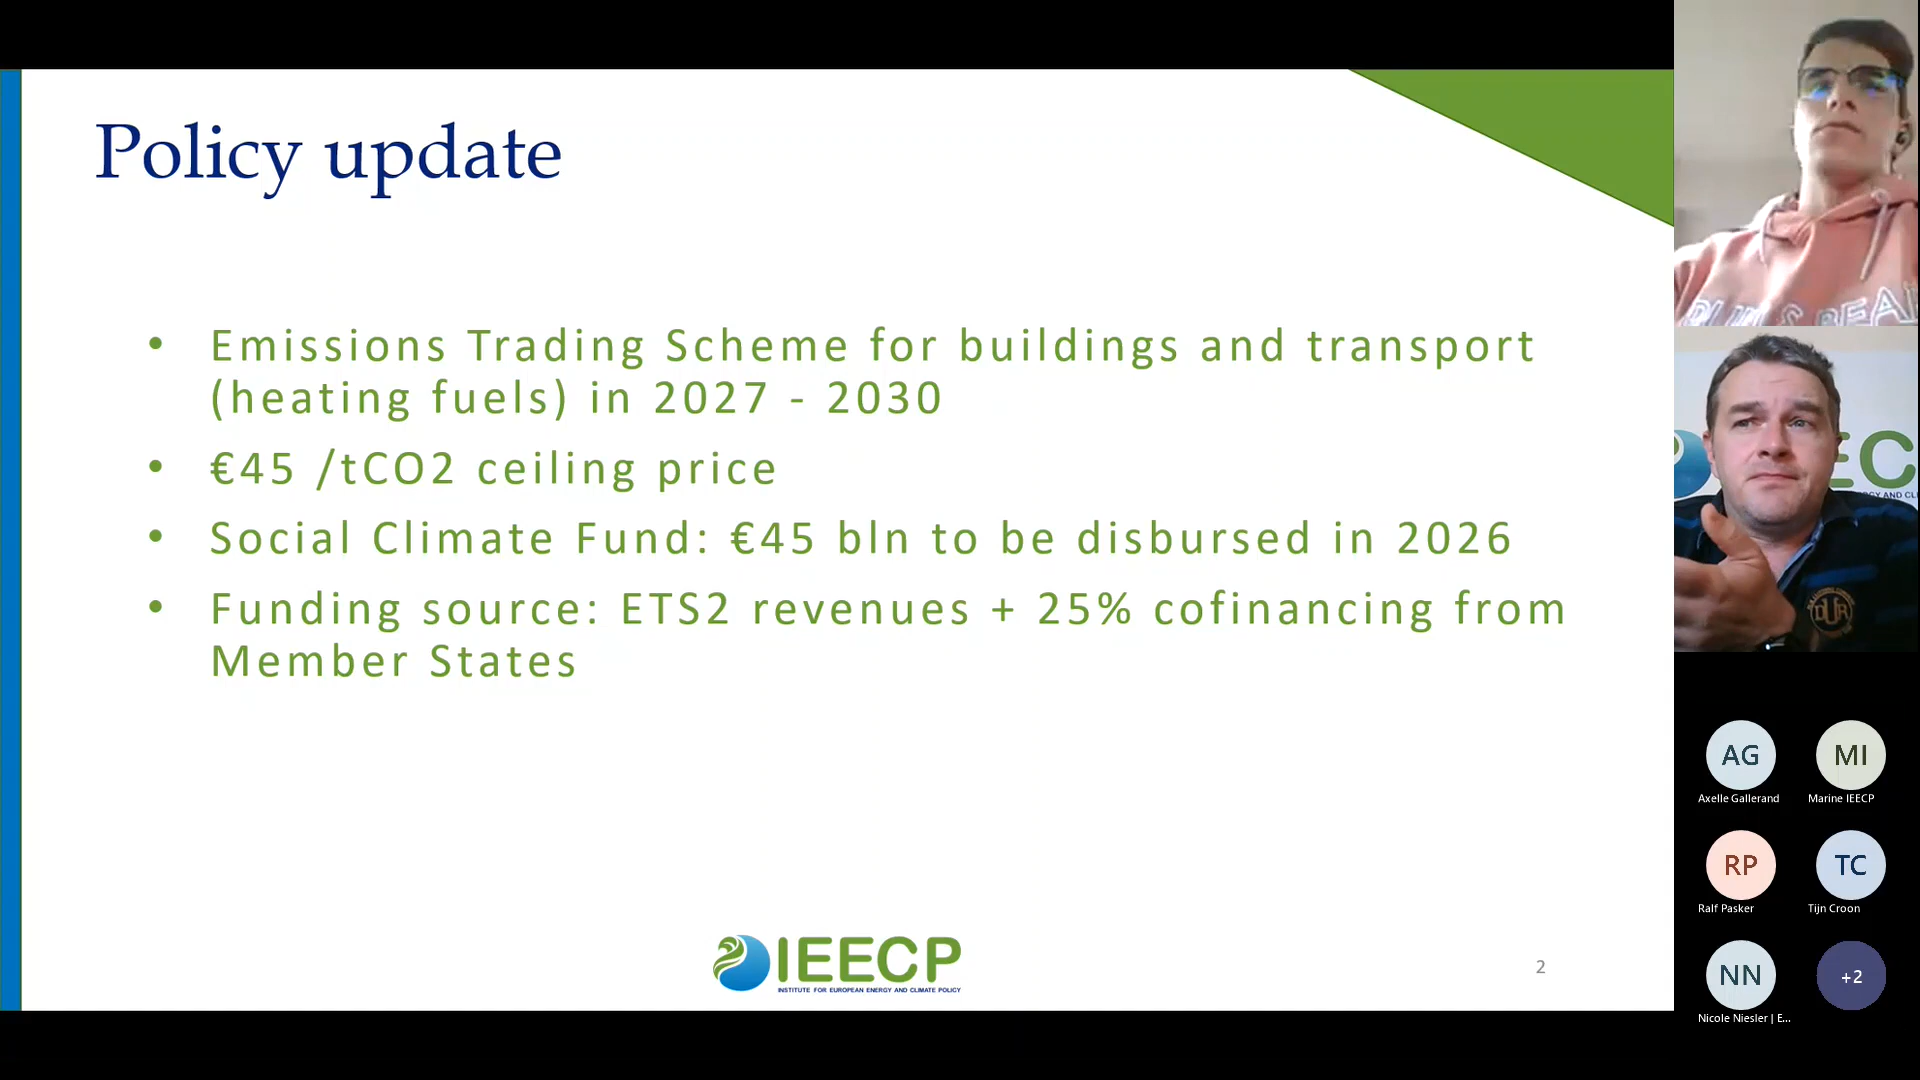 Policy update
• Emissions Trading Scheme for buildings and transport
(heating fuels) in 2027 - 2030
• €45 /tCO2 ceiling price
• Social Climate Fund: €45 bln to be disbursed in 2026
• Funding source: ETS2 revenues + 25% cofinancing from
Member States
IEECP
INSTITUTE FOR EUROPEAN ENERGY AND CLIMATE POLICY
2
EC
AND
DUR
AG
MI
Axelle Gallerand
Marine IEECP
RP
TC
Ralf Pasker
Tijn Croon
NN
+2
Nicole Niesler | E...